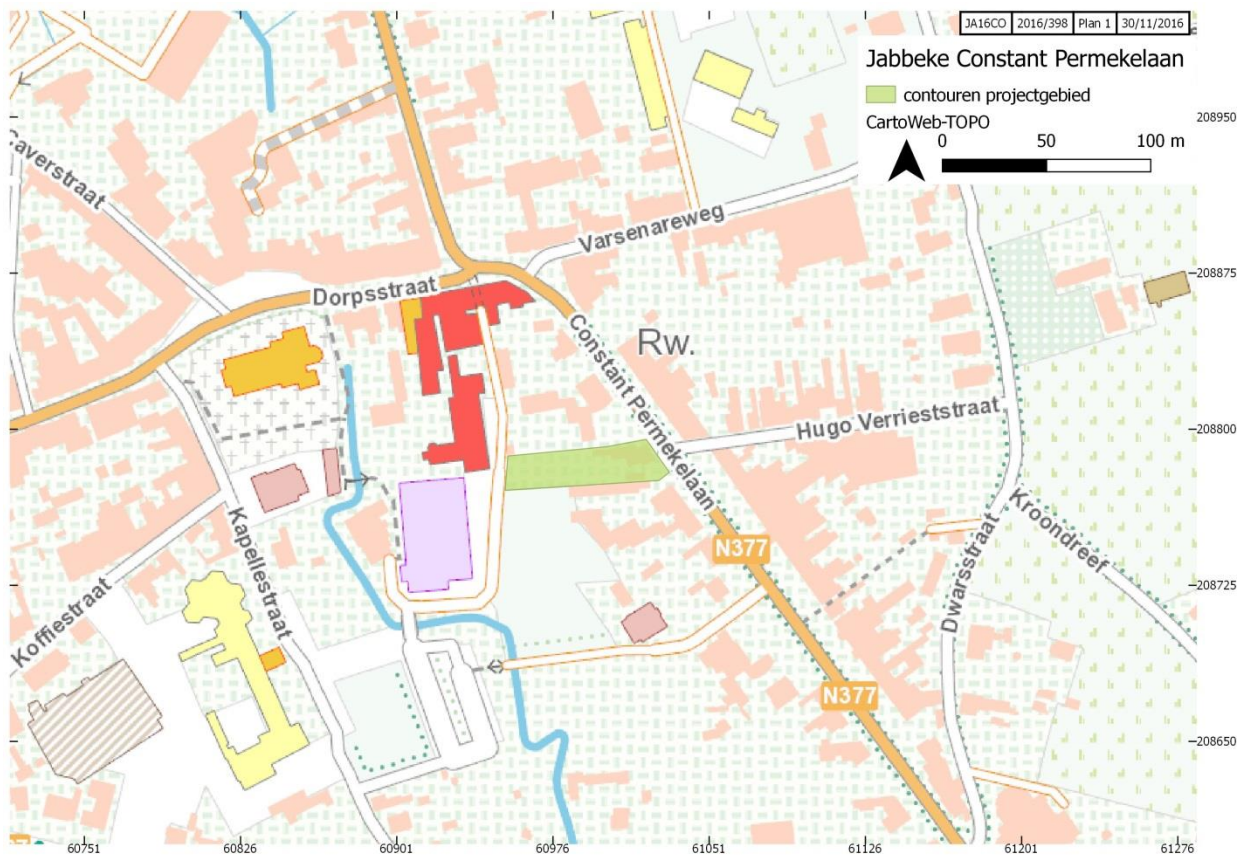 JA16CO 2016/398 Plan 1 30/11/2016
Jabbeke Constant Permekelaan
contouren projectgebied
CartoWeb-TOPO
0 50 100 m
208950
Varsenareweg
208875
Dorpsstraat
Constant Permekelaan
Rw.
Hugo Verrieststraat
208800
Kapellestraat
Kroondreef
N377
Dwarsstraat
Koffiestraat
208725
N377
208650
60751 60826 60901 60976 61051 61126 61201 61276